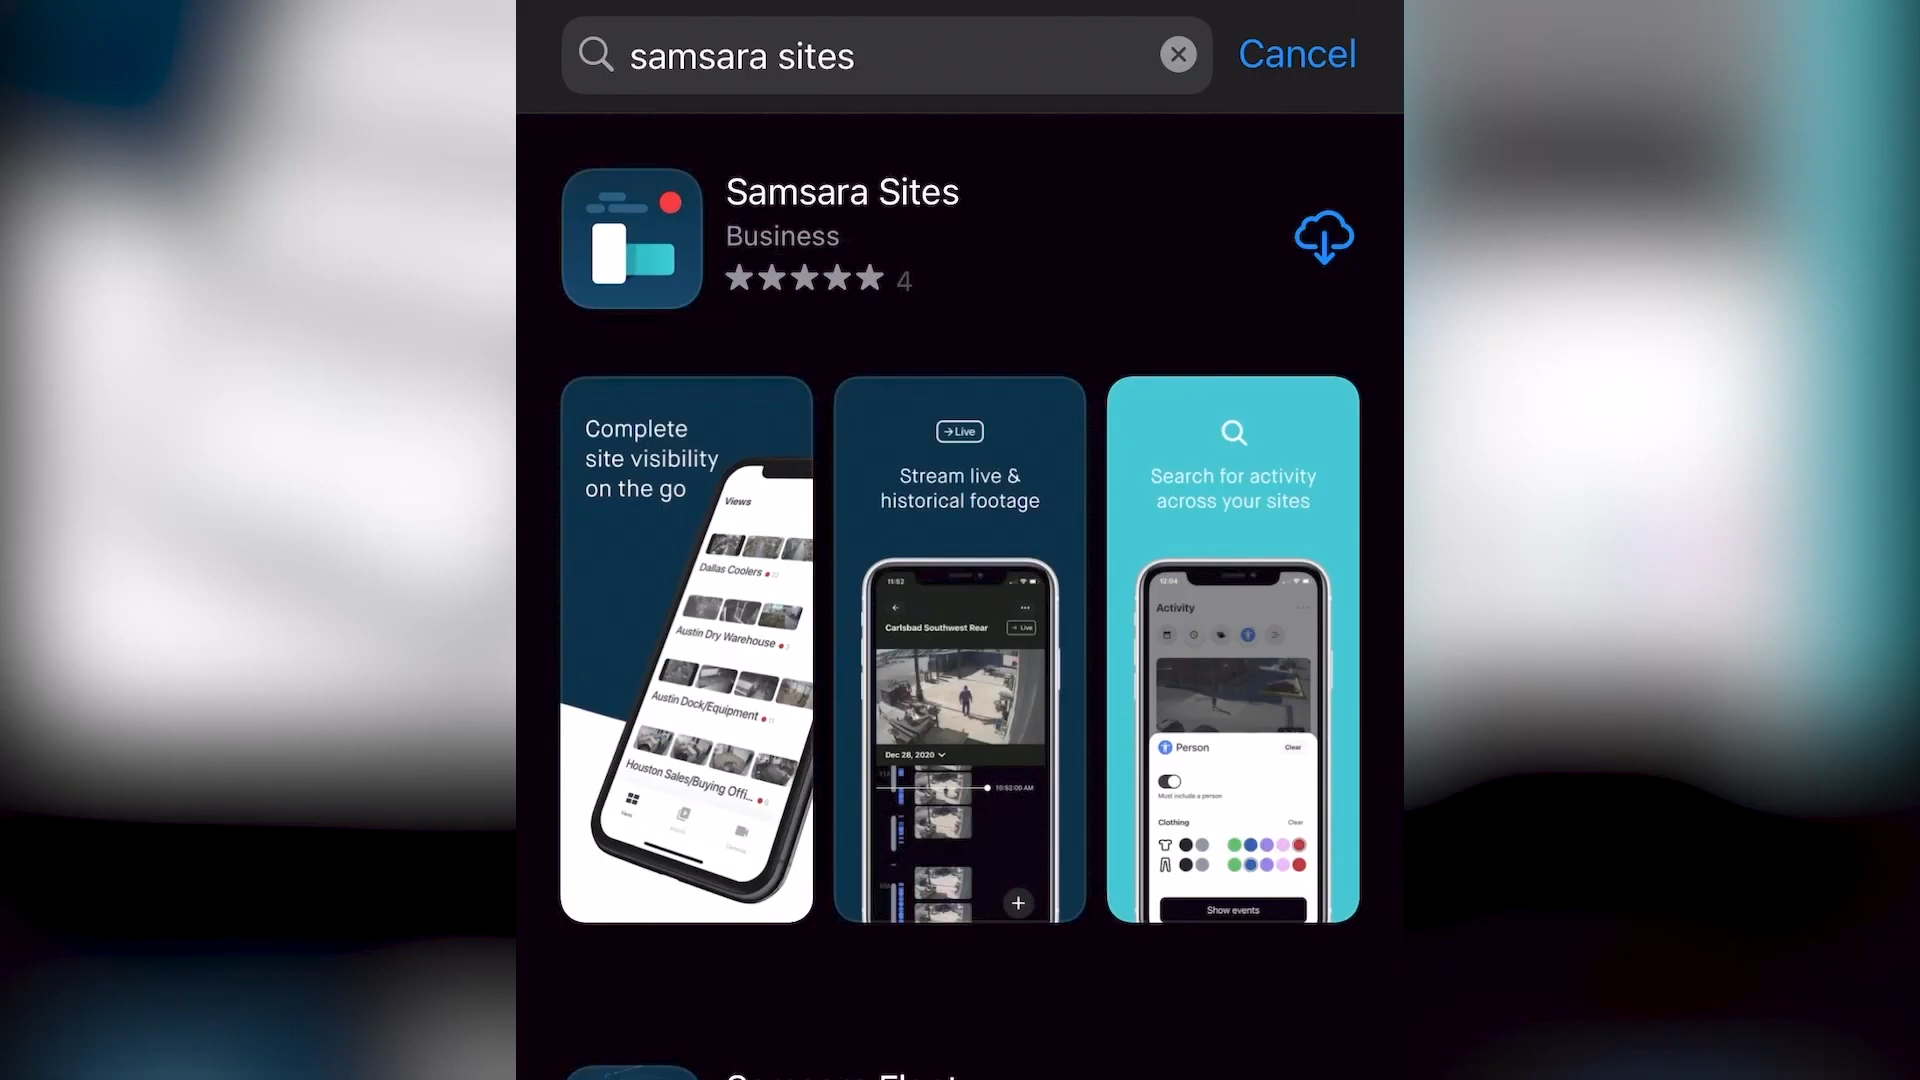 samsara sites
Cancel
Samsara Sites
Business
4
Complete
site visibility
on the go
Views
Dallas Coolers
Austin Dry Warehouse
Austin Dock/Equipment
Houston Sales/Buying Offi...
→ Live
Stream live &
historical footage
11:52
Carlsbad Southwest Rear
→ Live
Dec 28, 2020
10:52:00 AM
Search for activity
across your sites
12:04
Activity
Person
Clear
Must include a person
Clothing
Clear
Show events